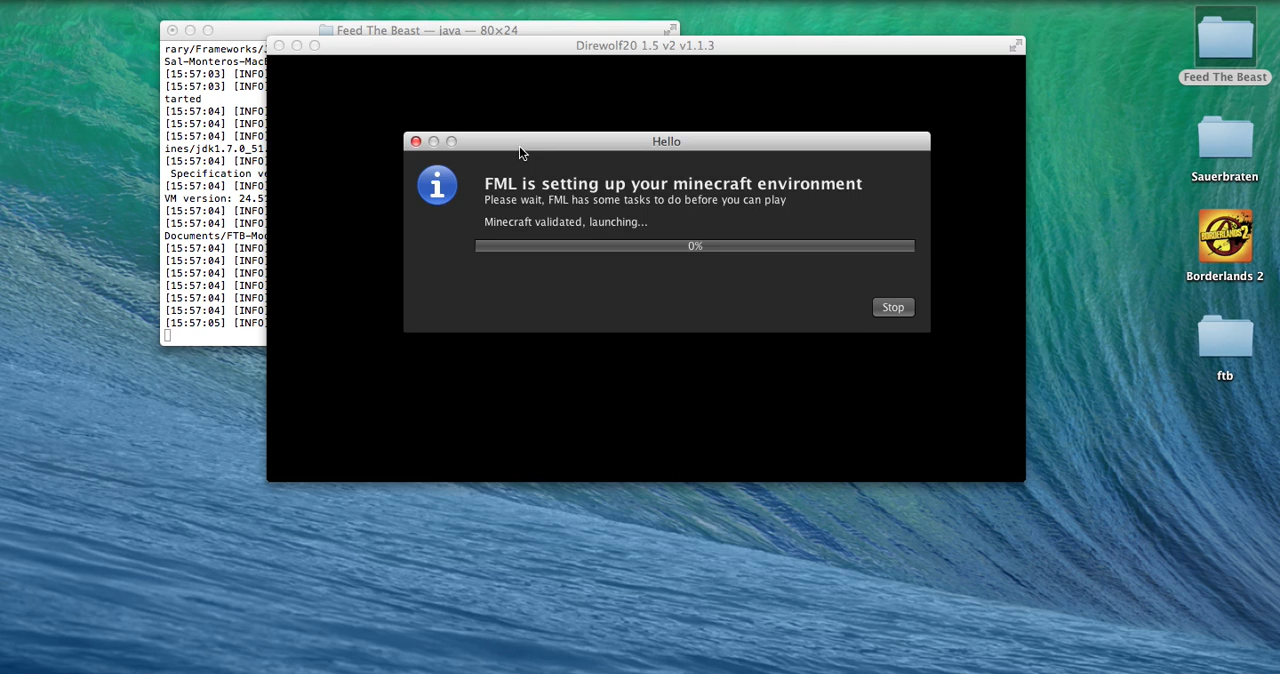 Feed The Beast — java — 80×24
rary/Frameworks/
Sal-Monteros-Mac
[15:57:03] [INFO]
[15:57:03] [INFO]
tarted
[15:57:04] [INFO]
[15:57:04] [INFO]
[15:57:04] [INFO]
ines/jdk1.7.0_51.
[15:57:04] [INFO]
Specification ve
[15:57:04] [INFO]
VM version: 24.5
[15:57:04] [INFO]
[15:57:04] [INFO]
Documents/FTB-Mo
[15:57:04] [INFO]
[15:57:04] [INFO]
[15:57:04] [INFO]
[15:57:04] [INFO]
[15:57:04] [INFO]
[15:57:04] [INFO]
[15:57:05] [INFO]
Direwolf20 1.5 v2 v1.1.3
Hello
FML is setting up your minecraft environment
Please wait, FML has some tasks to do before you can play
Minecraft validated, launching...
0%
Stop
Feed The Beast
Sauerbraten
BORDERLANDS 2
Borderlands 2
ftb